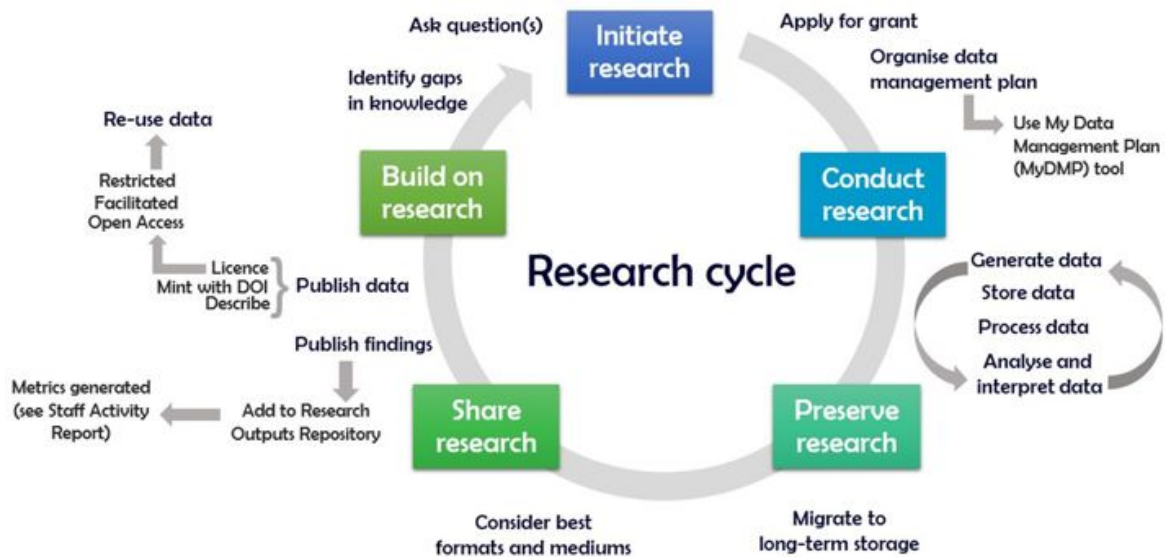 Ask question(s)
Initiate
research
Apply for grant
Organise data
management plan
Use My Data
Management Plan
(MyDMP) tool
Identify gaps
in knowledge
Re-use data
Restricted
Facilitated
Open Access
Build on
research
Conduct
research
Research cycle
Licence
Mint with DOI
Describe
Publish data
Generate data
Store data
Process data
Analyse and
interpret data
Publish findings
Metrics generated
(see Staff Activity
Report)
Add to Research
Outputs Repository
Share
research
Preserve
research
Consider best
formats and mediums
Migrate to
long-term storage